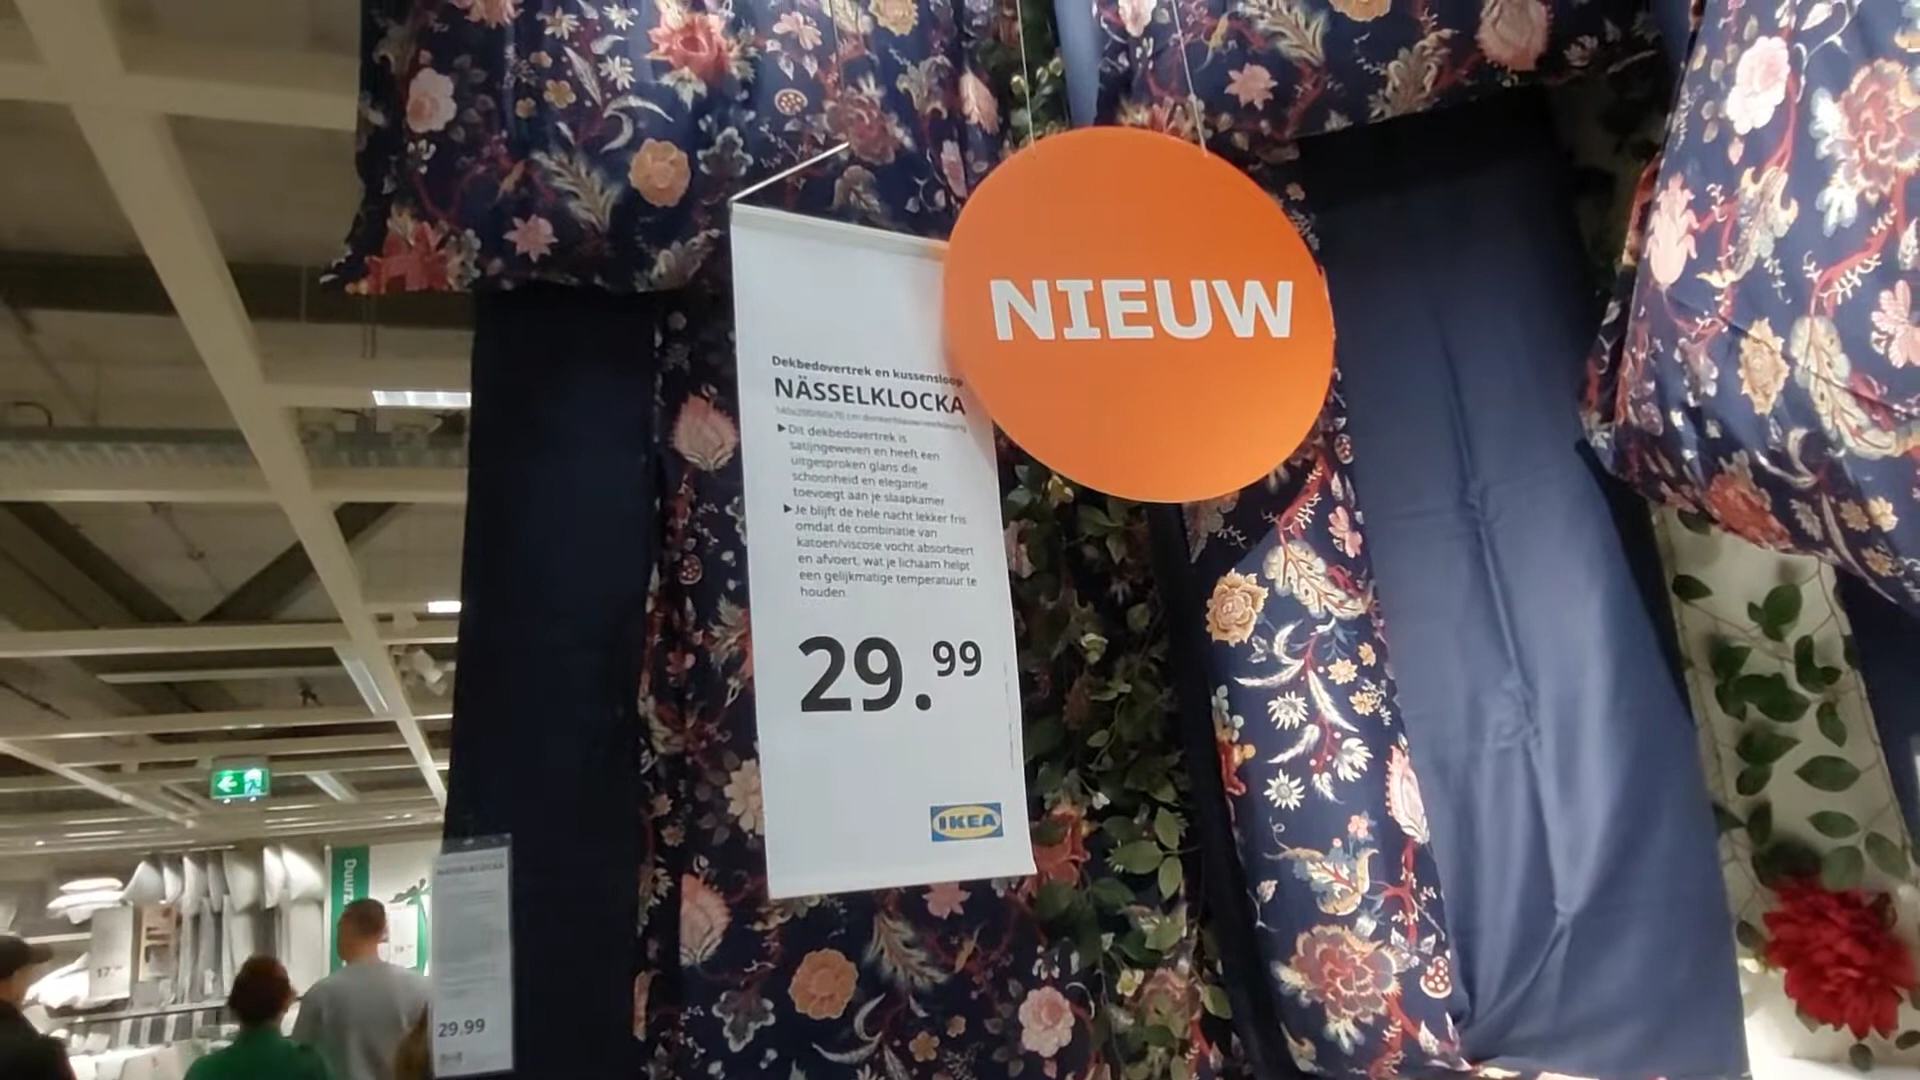 NIEUW
Dekbedovertrek en kussensloop
NÄSSELKLOCKA
▶Dit dekbedovertrek is
satijngeweven en heeft een
uitgesproken glans die
schoonheid en elegantie
toevoegt aan je slaapkamer
▶Je blijft de hele nacht lekker fris
omdat de combinatie van
katoen/viscose vocht absorbeert
en afvoert, wat je lichaam helpt
een gelijkmatige temperatuur te
houden.
29.99
IKEA
NÄSSELKLOCKA
29.99
17.